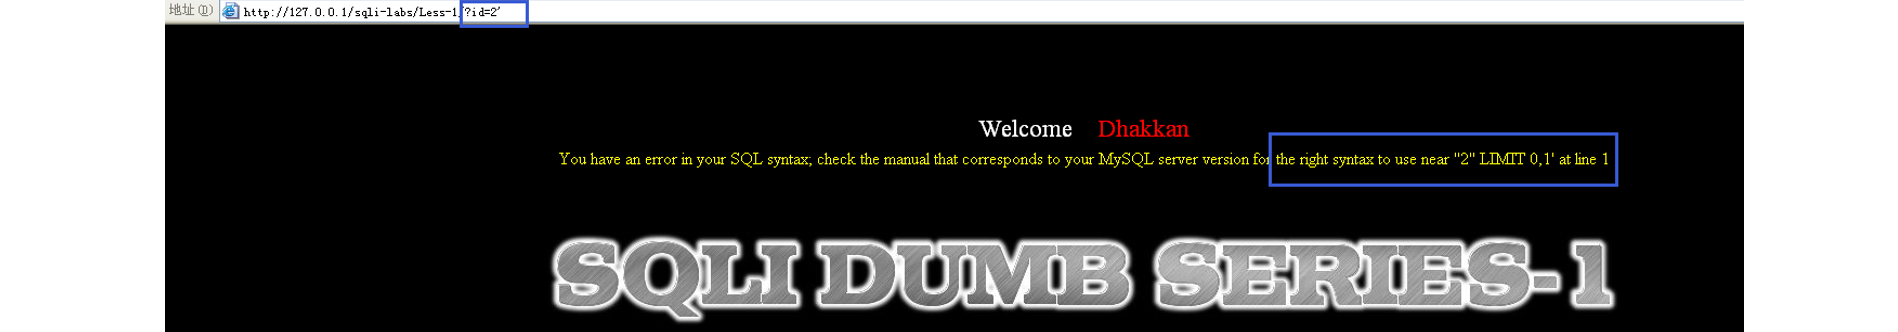 地址(D) http://127.0.0.1/sqli-labs/Less-1/?id=2'
Welcome Dhakkan
You have an error in your SQL syntax; check the manual that corresponds to your MySQL server version for the right syntax to use near ''2'' LIMIT 0,1' at line 1
SQLI DUMB SERIES-1